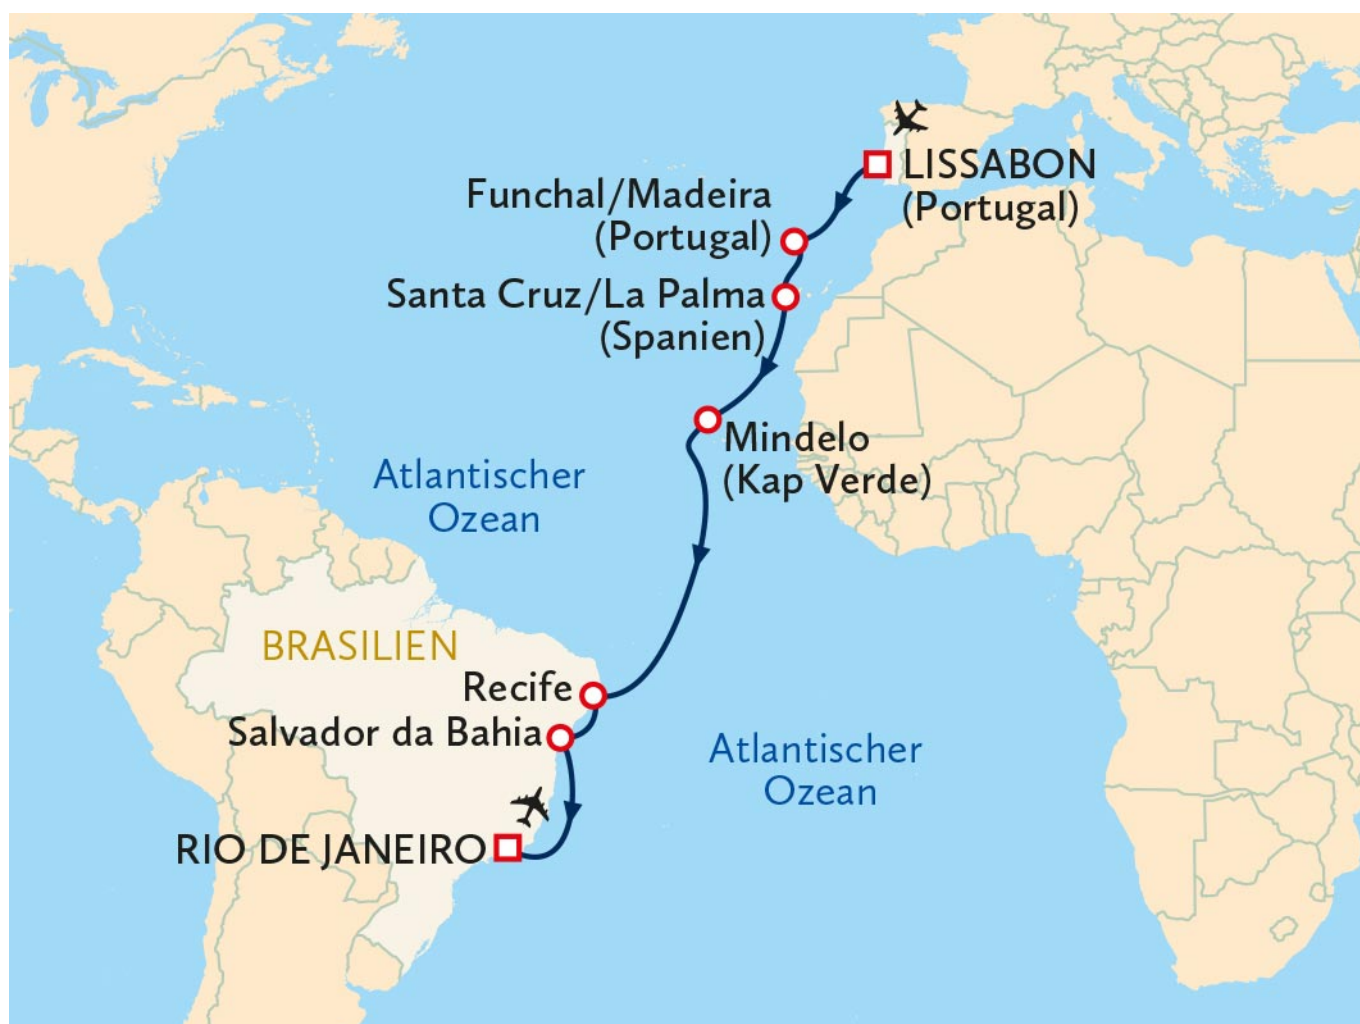 LISSABON
(Portugal)
Funchal/Madeira
(Portugal)
Santa Cruz/La Palma
(Spanien)
Mindelo
(Kap Verde)
Atlantischer
Ozean
BRASILIEN
Recife
Salvador da Bahia
Atlantischer
Ozean
RIO DE JANEIRO